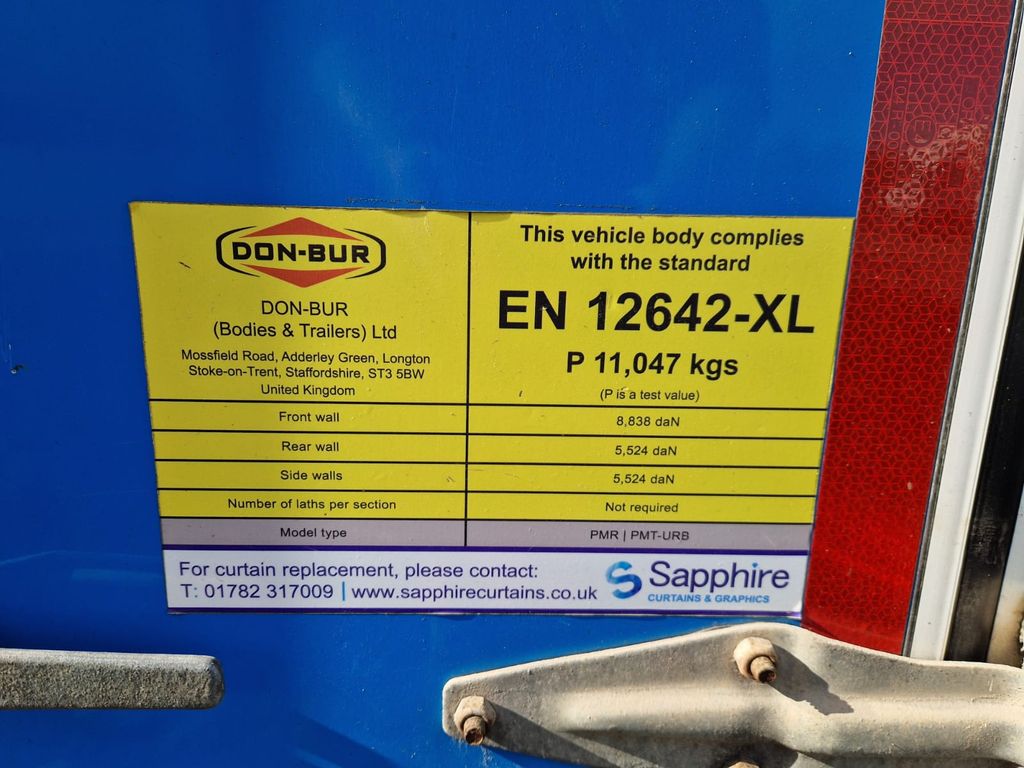 DON-BUR
DON-BUR
(Bodies & Trailers) Ltd
Mossfield Road, Adderley Green, Longton
Stoke-on-Trent, Staffordshire, ST3 5BW
United Kingdom
This vehicle body complies
with the standard
EN 12642-XL
P 11,047 kgs
(P is a test value)
Front wall 8,838 daN
Rear wall 5,524 daN
Side walls 5,524 daN
Number of laths per section Not required
Model type PMR | PMT-URB
For curtain replacement, please contact:
T: 01782 317009 | www.sapphirecurtains.co.uk
S Sapphire
CURTAINS & GRAPHICS